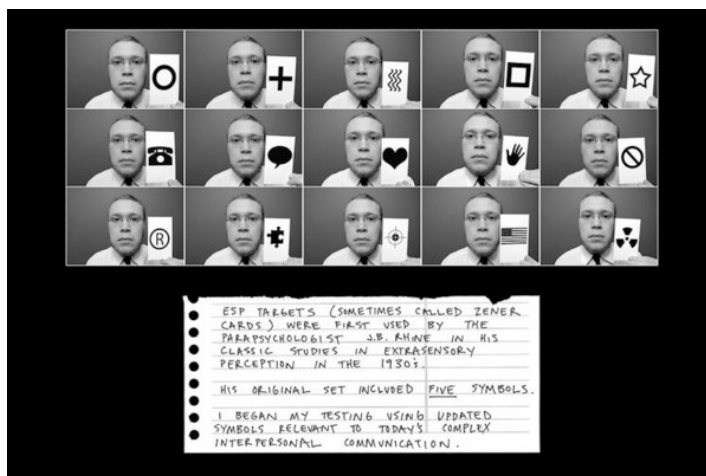 ®
ESP TARGETS (SOMETIMES CALLED ZENER
CARDS) WERE FIRST USED BY THE
PARAPSYCHOLOGIST J.B. RHINE IN HIS
CLASSIC STUDIES IN EXTRASENSORY
PERCEPTION IN THE 1930's.
HIS ORIGINAL SET INCLUDED FIVE SYMBOLS.
I BEGAN MY TESTING USING UPDATED
SYMBOLS RELEVANT TO TODAY'S COMPLEX
INTERPERSONAL COMMUNICATION.